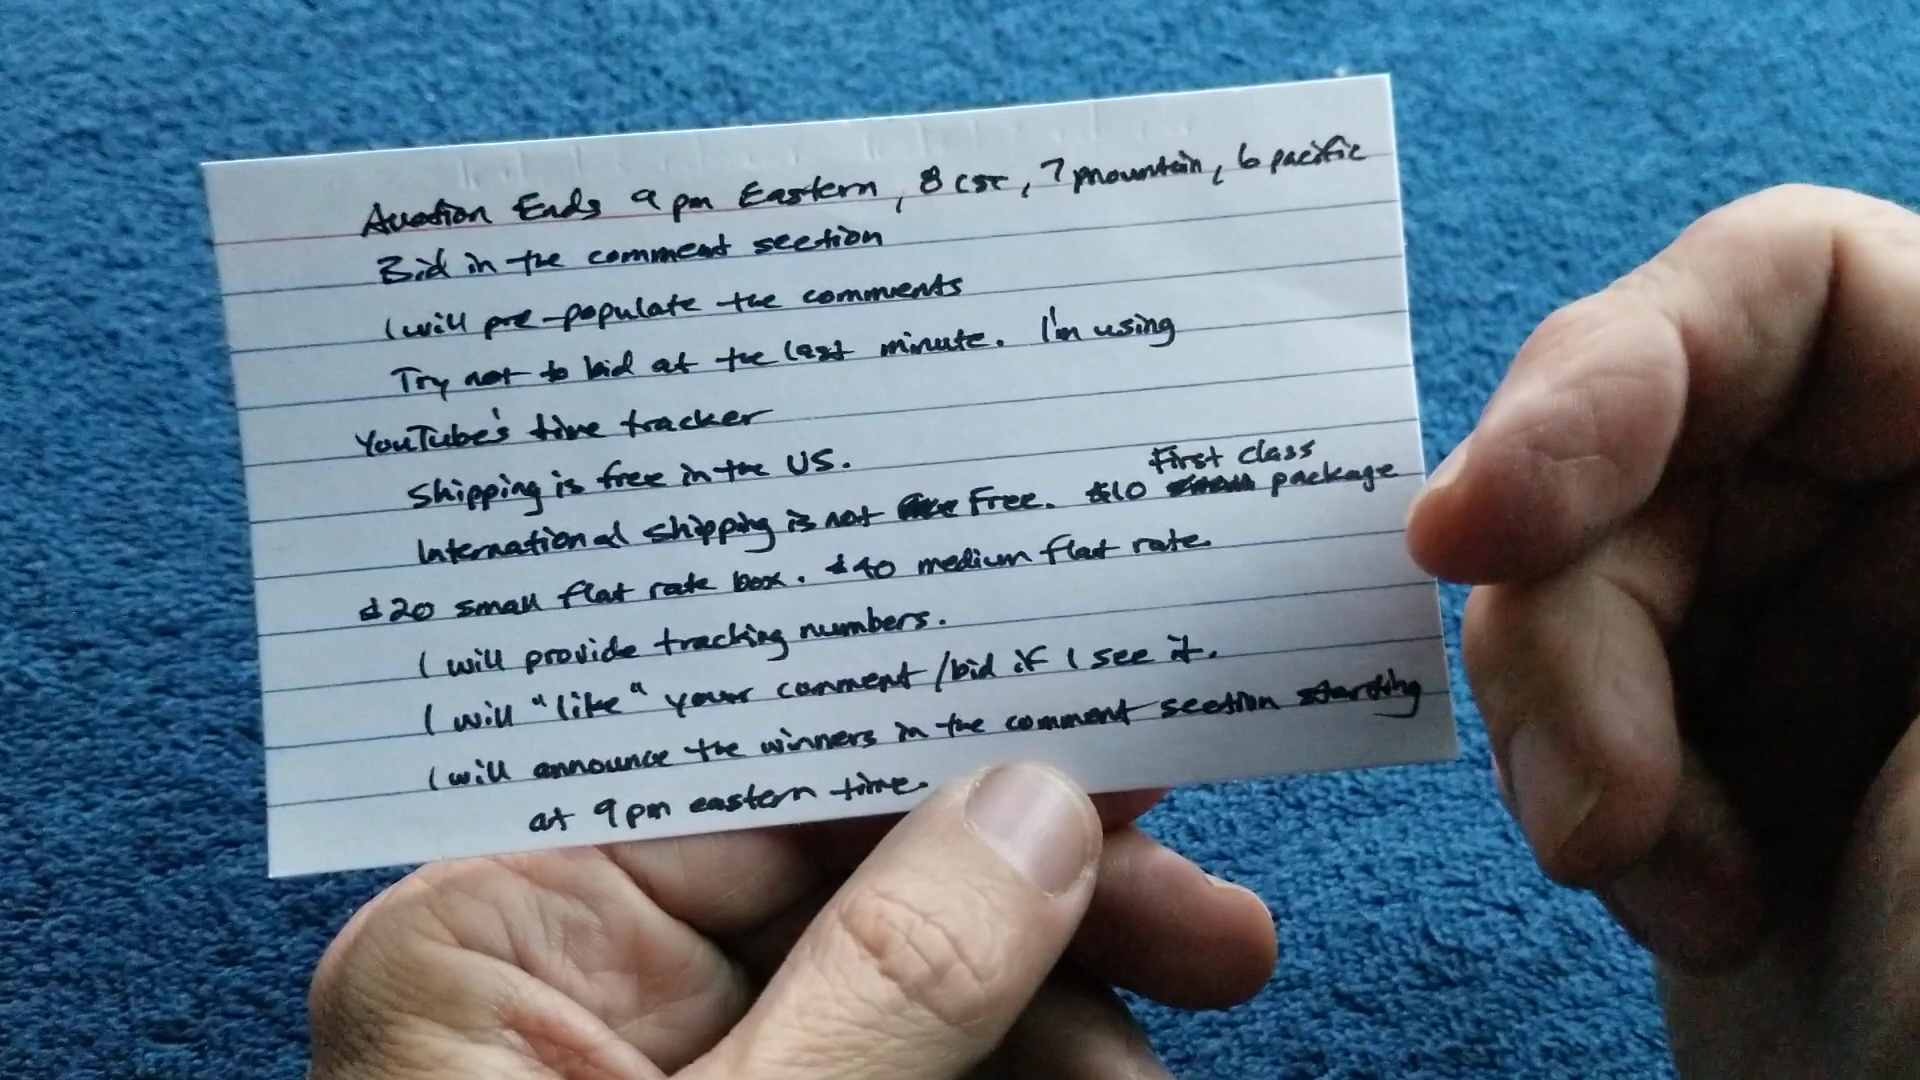 Auction Ends 9 pm Eastern, 8 CST, 7 mountain, 6 pacific
Bid in the comment section
I will pre-populate the comments
Try not to bid at the last minute. I'm using
YouTube's time tracker
Shipping is free in the US.
International shipping is not Free. $10 First class package
$20 small flat rate box. $40 medium flat rate.
I will provide tracking numbers.
I will "like" your comment/bid if I see it.
I will announce the winners in the comment section starting
at 9 pm eastern time.